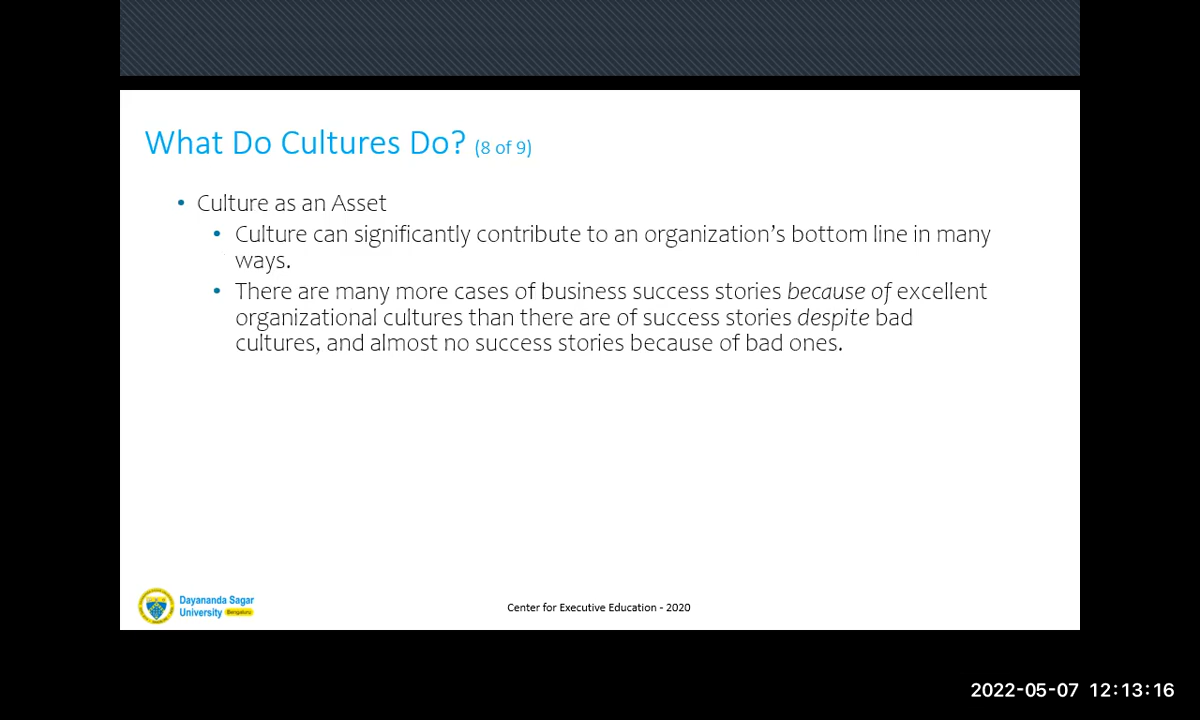 What Do Cultures Do? (8 of 9)
• Culture as an Asset
• Culture can significantly contribute to an organization’s bottom line in many
ways.
• There are many more cases of business success stories because of excellent
organizational cultures than there are of success stories despite bad
cultures, and almost no success stories because of bad ones.
Dayananda Sagar
University Bengaluru
Center for Executive Education - 2020
2022-05-07 12:13:16